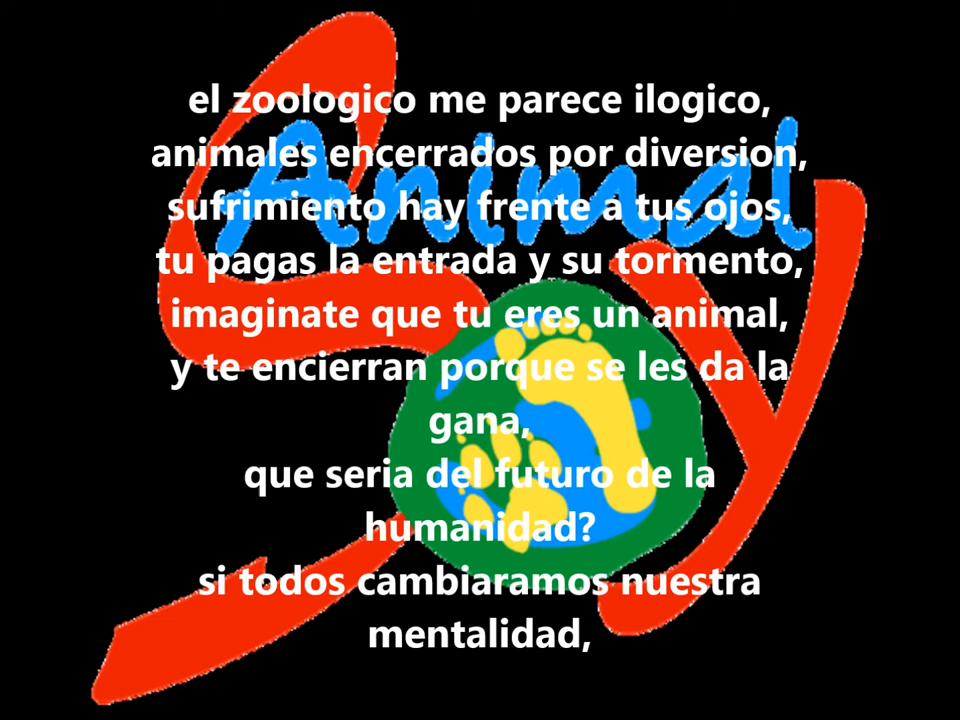 el zoologico me parece ilogico,
animales encerrados por diversion,
sufrimiento hay frente a tus ojos,
tu pagas la entrada y su tormento,
imaginate que tu eres un animal,
y te encierran porque se les da la
gana,
que seria del futuro de la
humanidad?
si todos cambiaramos nuestra
mentalidad,
Soy
Animal